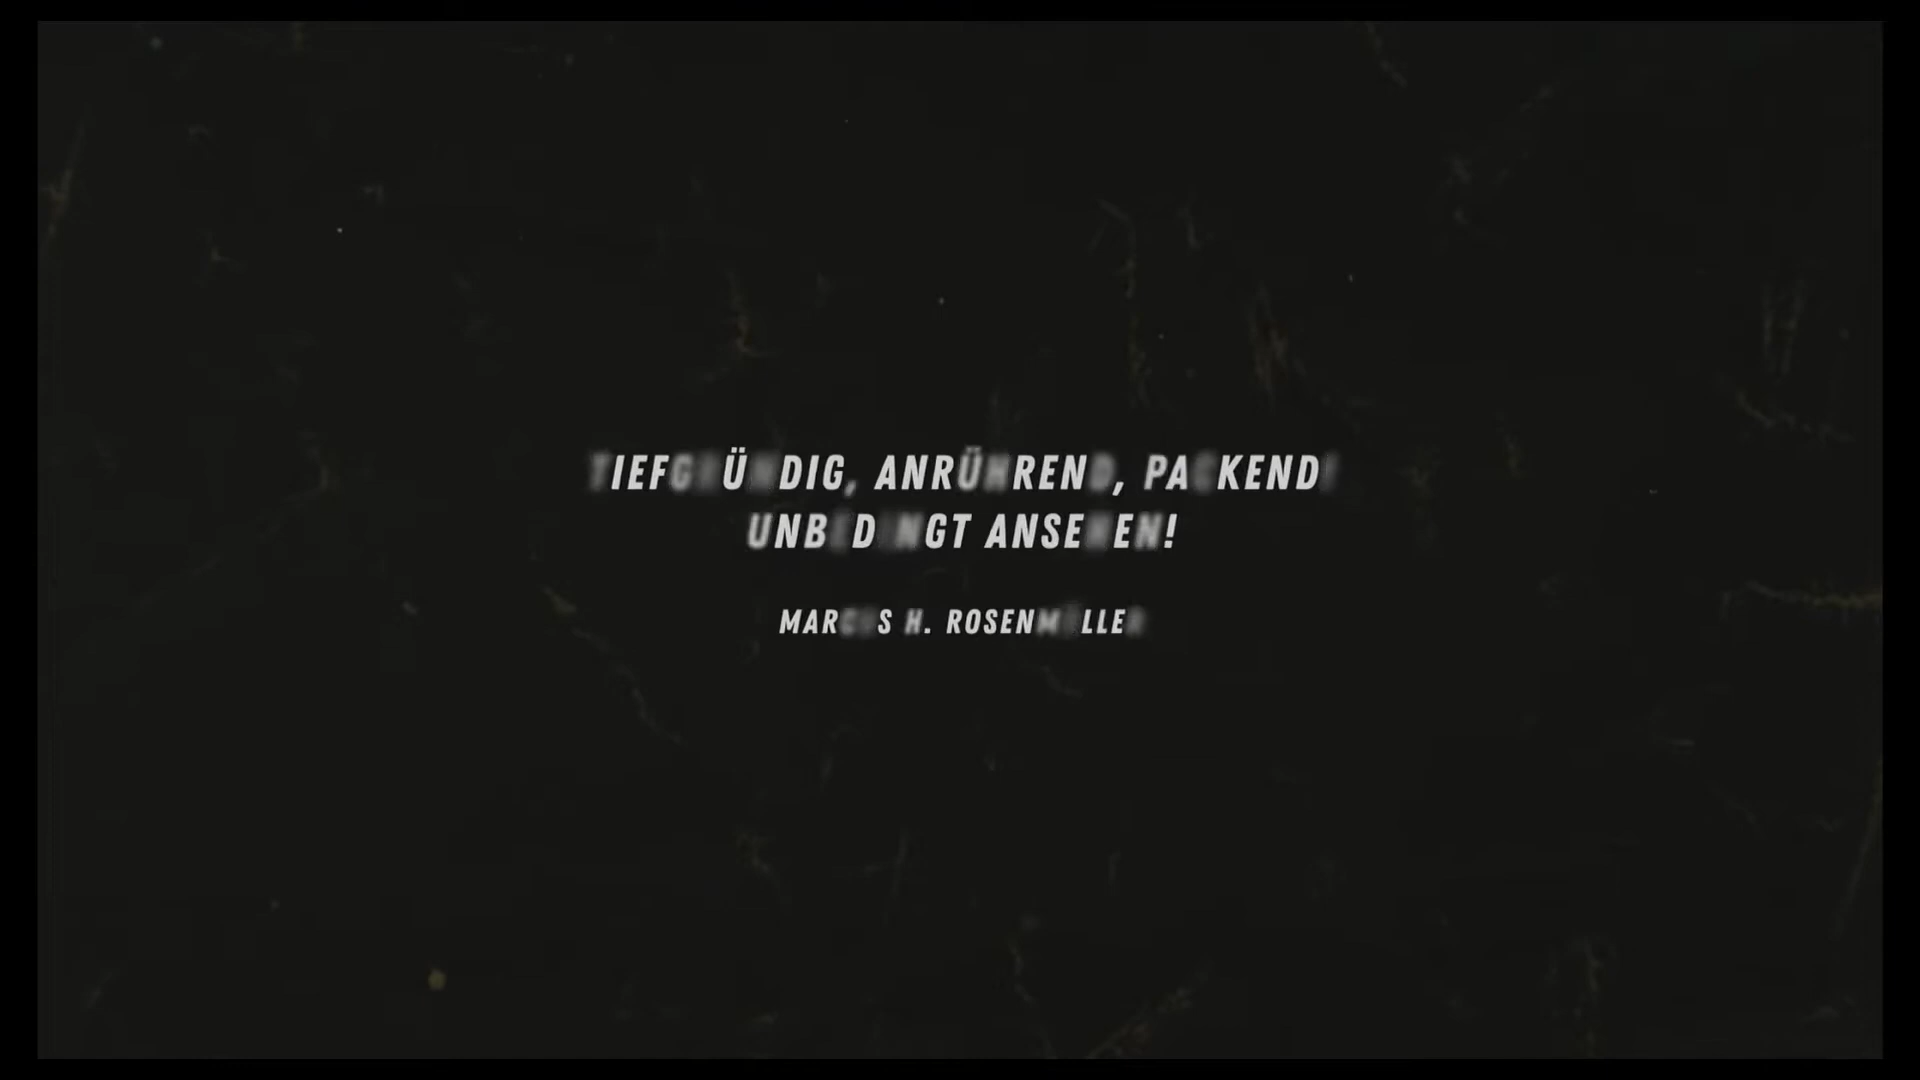 TIEFGRÜNDIG, ANRÜHREND, PACKEND!
UNBEDINGT ANSEHEN!
MARCUS H. ROSENMÜLLER